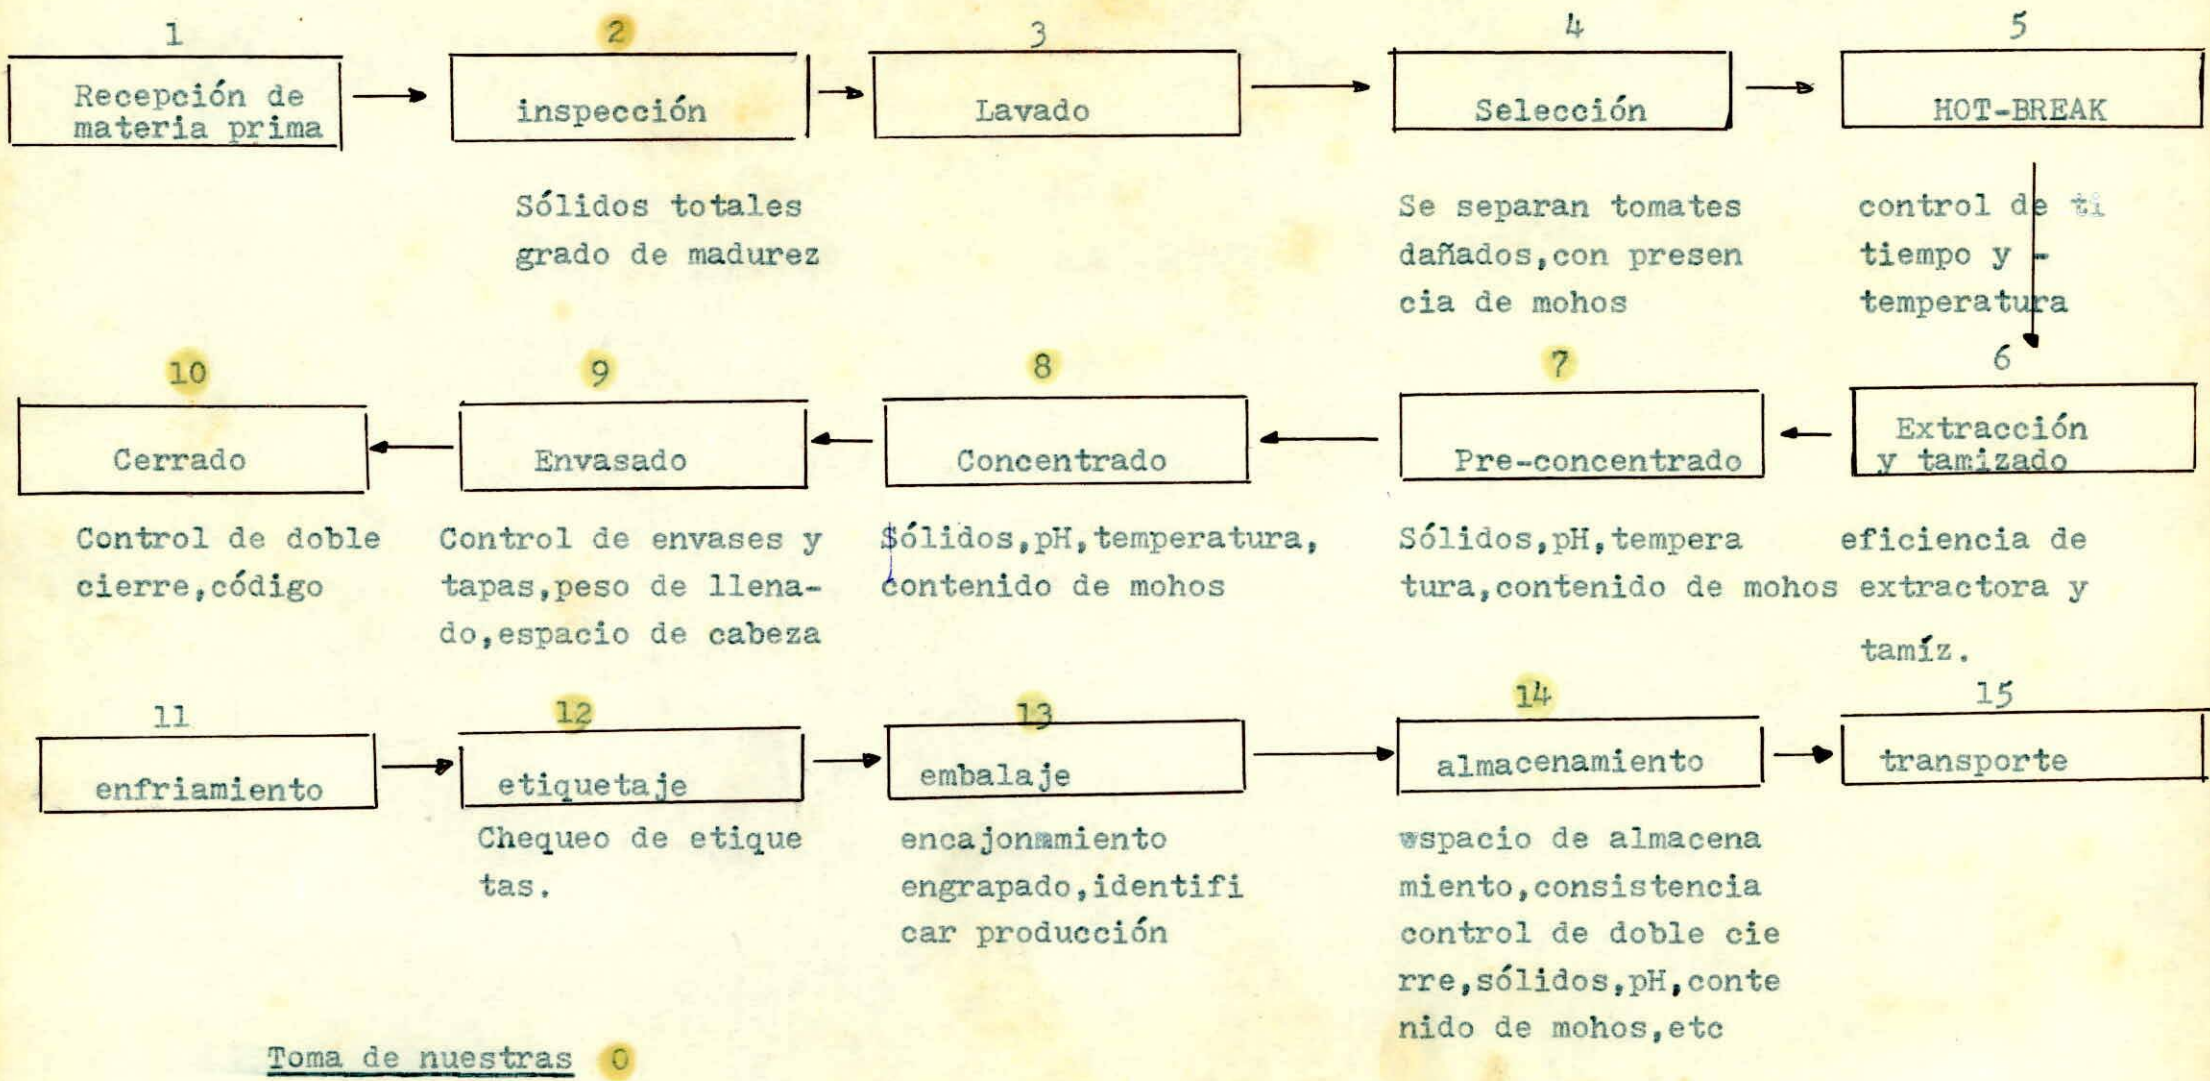 1
Recepción de
materia prima
2
inspección
Sólidos totales
grado de madurez
3
Lavado
4
Selección
Se separan tomates
dañados,con presen
cia de mohos
5
HOT-BREAK
control de ti
tiempo y -
temperatura
6
Extracción
y tamizado
eficiencia de
extractora y
tamíz.
7
Pre-concentrado
Sólidos,pH,tempera
tura,contenido de mohos
8
Concentrado
Sólidos,pH,temperatura,
contenido de mohos
9
Envasado
Control de envases y
tapas,peso de llena-
do,espacio de cabeza
10
Cerrado
Control de doble
cierre,código
11
enfriamiento
12
etiquetaje
Chequeo de etique
tas.
13
embalaje
encajonamiento
engrapado,identifi
car producción
14
almacenamiento
espacio de almacena
miento,consistencia
control de doble cie
rre,sólidos,pH,conte
nido de mohos,etc
15
transporte
Toma de nuestras 0